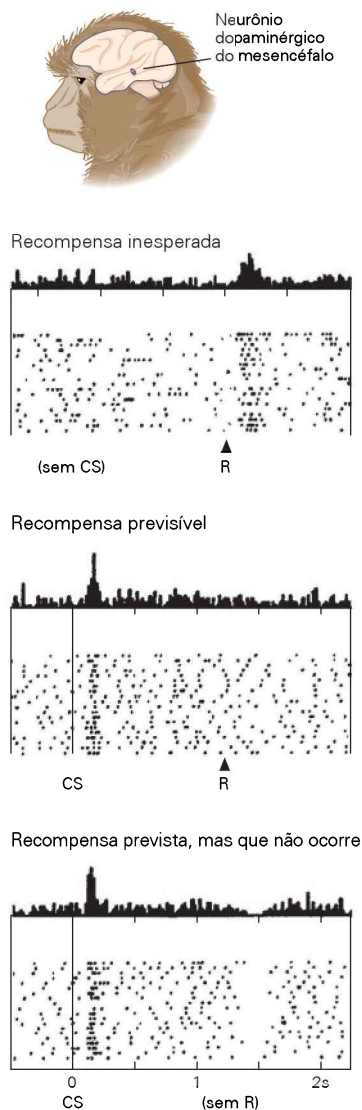 Neurônio
dopaminérgico
do mesencéfalo
Recompensa inesperada
(sem CS)
R
Recompensa previsível
CS
R
Recompensa prevista, mas que não ocorre
0
1
2s
CS
(sem R)